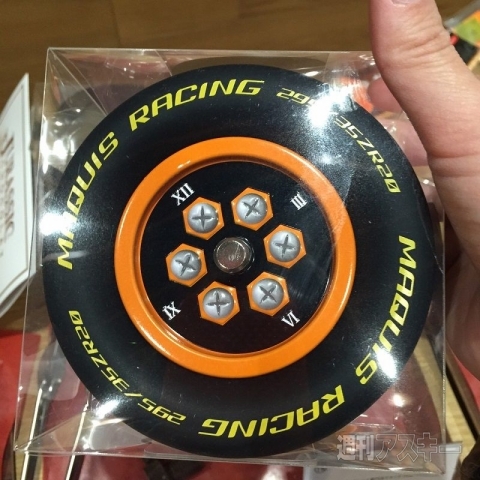 MAQUIS RACING 295/35ZR20
MAQUIS RACING 295/35ZR20
XII
III
VI
IX
週刊アスキー